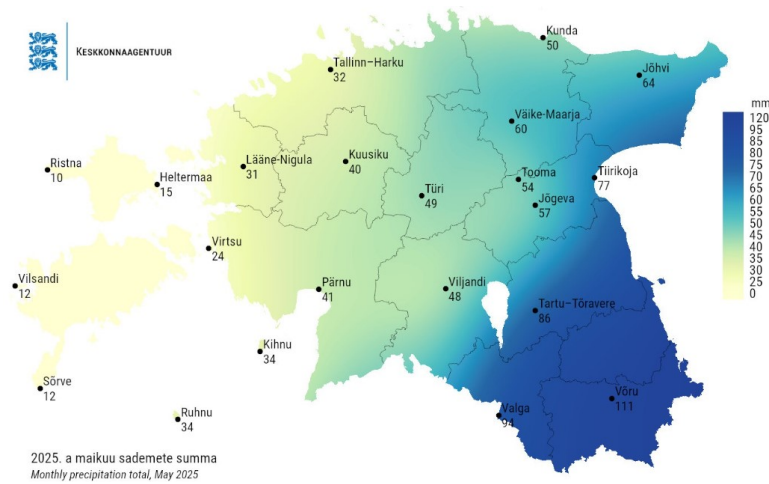 KESKKONNAAGENTUUR
Kunda
50
Tallinn–Harku
32
Jõhvi
64
mm
120
95
90
85
80
75
70
65
60
55
50
45
40
35
30
25
0
Väike-Maarja
60
Lääne-Nigula
31
Kuusiku
40
Ristna
10
Heltermaa
15
Tooma
54
Tiirikoja
77
Türi
49
Jõgeva
57
Virtsu
24
Vilsandi
12
Pärnu
41
Viljandi
48
Tartu–Tõravere
86
Kihnu
34
Sõrve
12
Ruhnu
34
Valga
94
Võru
111
2025. a maikuu sademete summa
Monthly precipitation total, May 2025